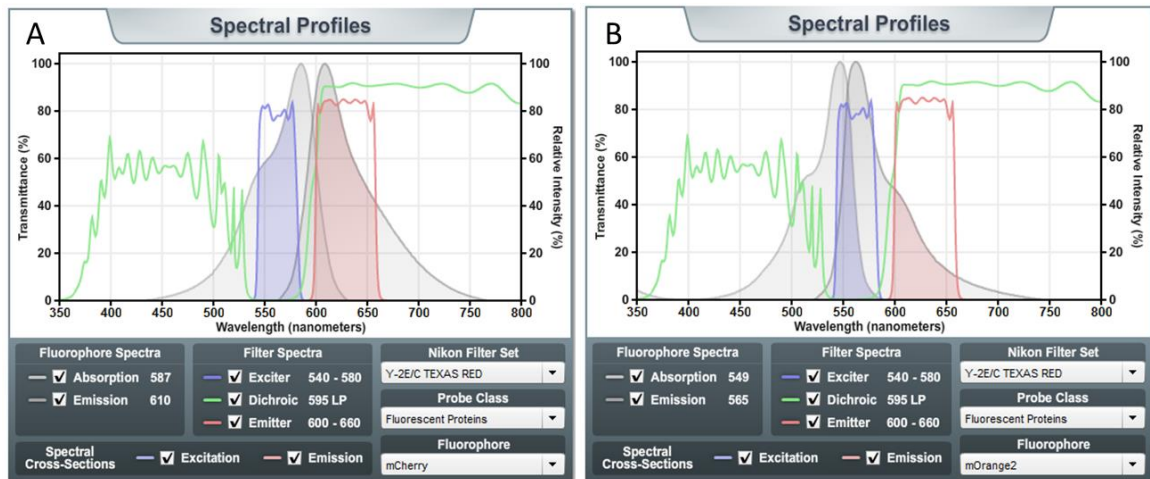 A
Spectral Profiles
Transmittance (%)
100
80
60
40
20
0
100
80
60
40
20
0
Relative Intensity (%)
350 400 450 500 550 600 650 700 750 800
Wavelength (nanometers)
Fluorophore Spectra
Absorption 587
Emission 610
Filter Spectra
Exciter 540 - 580
Dichroic 595 LP
Emitter 600 - 660
Nikon Filter Set
Y-2E/C TEXAS RED
Probe Class
Fluorescent Proteins
Spectral Cross-Sections
Excitation
Emission
Fluorophore
mCherry
B
Spectral Profiles
Transmittance (%)
100
80
60
40
20
0
100
80
60
40
20
0
Relative Intensity (%)
350 400 450 500 550 600 650 700 750 800
Wavelength (nanometers)
Fluorophore Spectra
Absorption 549
Emission 565
Filter Spectra
Exciter 540 - 580
Dichroic 595 LP
Emitter 600 - 660
Nikon Filter Set
Y-2E/C TEXAS RED
Probe Class
Fluorescent Proteins
Spectral Cross-Sections
Excitation
Emission
Fluorophore
mOrange2